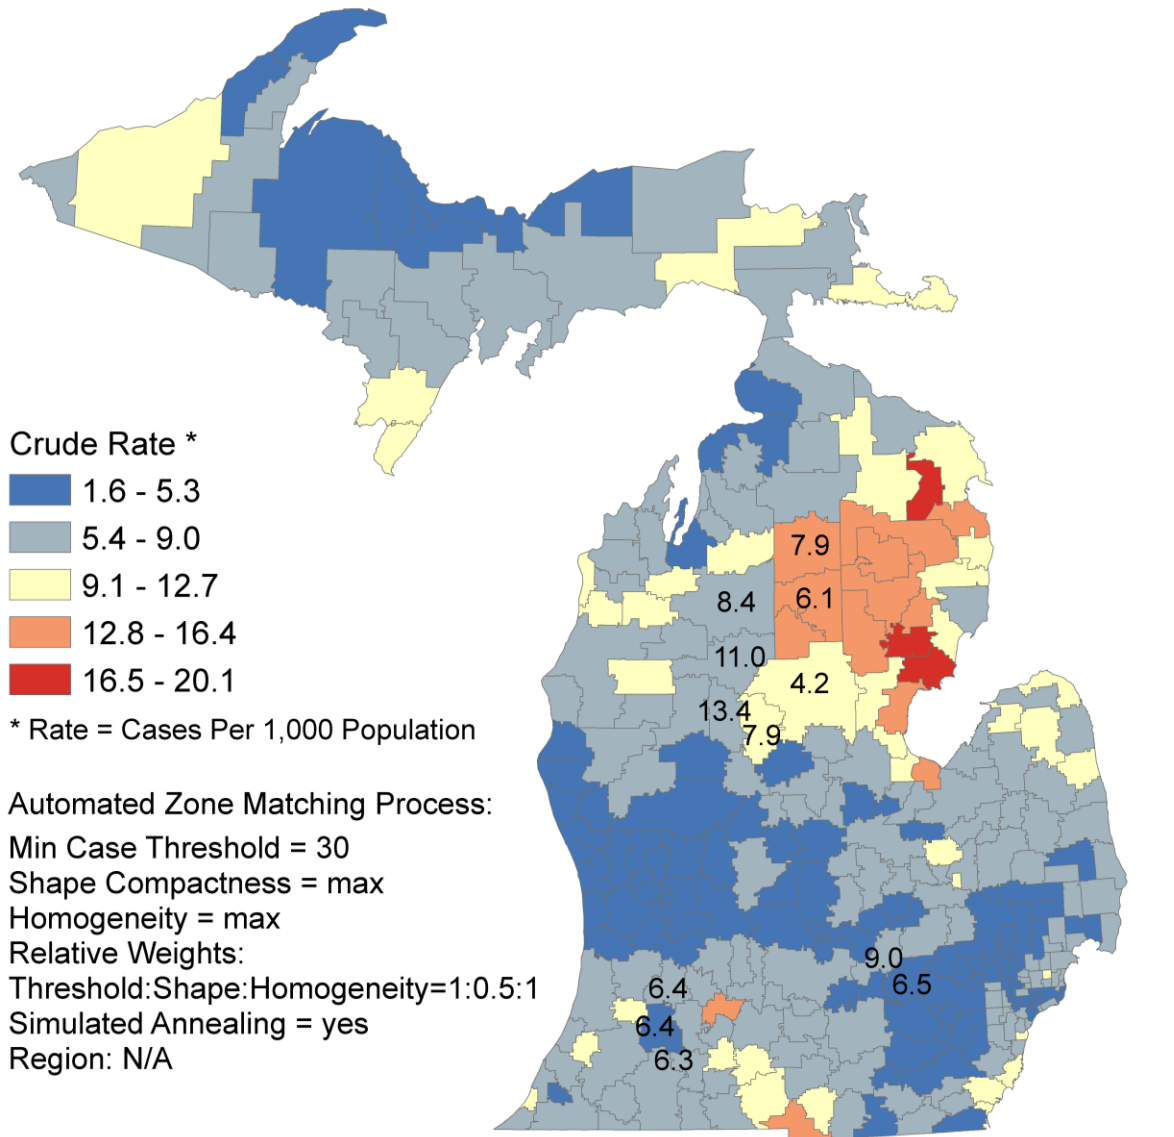 Crude Rate *
1.6 - 5.3
5.4 - 9.0
9.1 - 12.7
12.8 - 16.4
16.5 - 20.1
* Rate = Cases Per 1,000 Population
Automated Zone Matching Process:
Min Case Threshold = 30
Shape Compactness = max
Homogeneity = max
Relative Weights:
Threshold:Shape:Homogeneity=1:0.5:1
Simulated Annealing = yes
Region: N/A
7.9
8.4
6.1
11.0
4.2
13.4
7.9
9.0
6.5
6.4
6.4
6.3